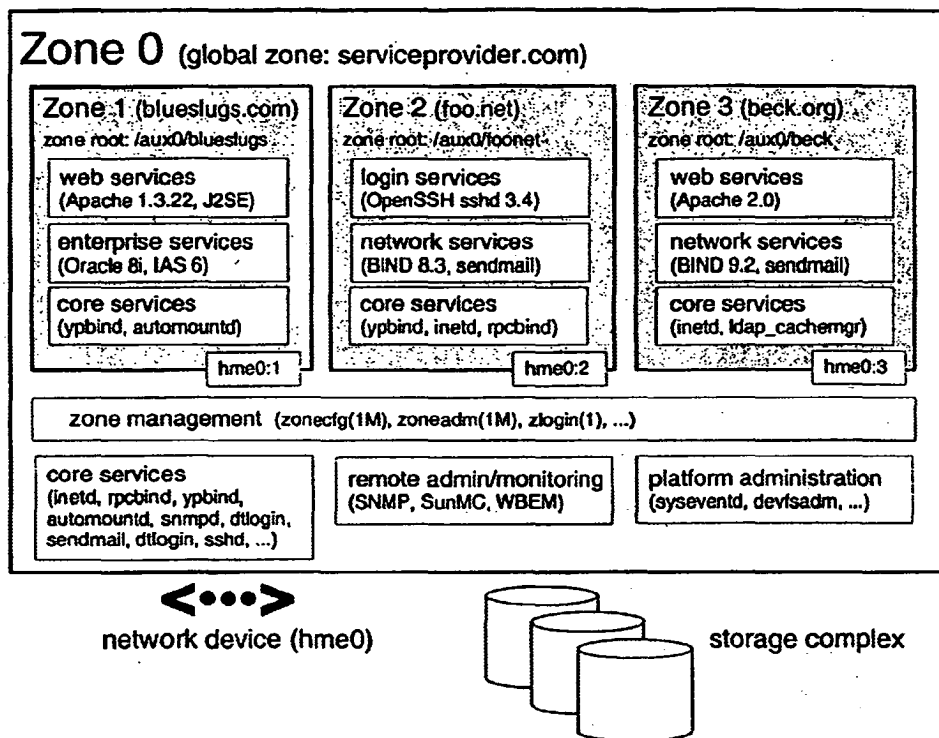 Zone 0 (global zone: serviceprovider.com)
Zone 1 (blueslugs.com)
zone root: /aux0/blueslugs
web services
(Apache 1.3.22, J2SE)
enterprise services
(Oracle 8i, IAS 6)
core services
(ypbind, automountd)
hme0:1
Zone 2 (foo.net)
zone root: /aux0/foonet
login services
(OpenSSH sshd 3.4)
network services
(BIND 8.3, sendmail)
core services
(ypbind, inetd, rpcbind)
hme0:2
Zone 3 (beck.org)
zone root: /aux0/beck
web services
(Apache 2.0)
network services
(BIND 9.2, sendmail)
core services
(inetd, ldap_cachemgr)
hme0:3
zone management (zonecfg(1M), zoneadm(1M), zlogin(1), ...)
core services
(inetd, rpcbind, ypbind,
automountd, snmpd, dtlogin,
sendmail, dtlogin, sshd, ...)
remote admin/monitoring
(SNMP, SunMC, WBEM)
platform administration
(syseventd, devfsadm, ...)
network device (hme0)
storage complex